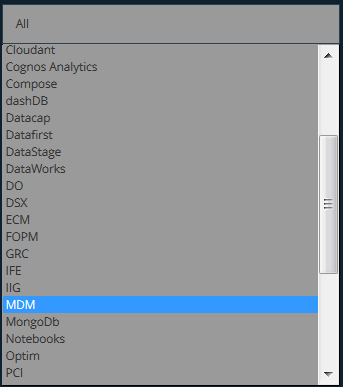 All
Cloudant
Cognos Analytics
Compose
dashDB
Datacap
Datafirst
DataStage
DataWorks
DO
DSX
ECM
FOPM
GRC
IFE
IIG
MDM
MongoDb
Notebooks
Optim
PCI